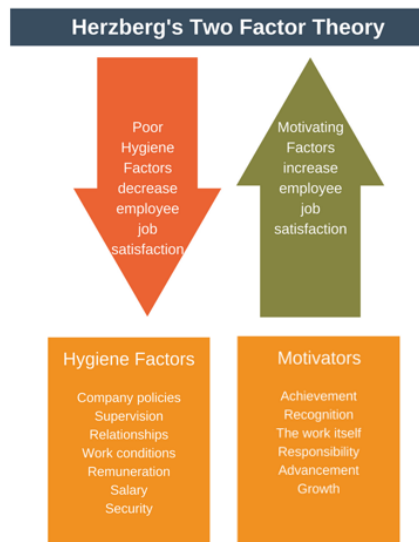 Herzberg's Two Factor Theory
Poor
Hygiene
Factors
decrease
employee
job
satisfaction
Motivating
Factors
increase
employee
job
satisfaction
Hygiene Factors
Company policies
Supervision
Relationships
Work conditions
Remuneration
Salary
Security
Motivators
Achievement
Recognition
The work itself
Responsibility
Advancement
Growth